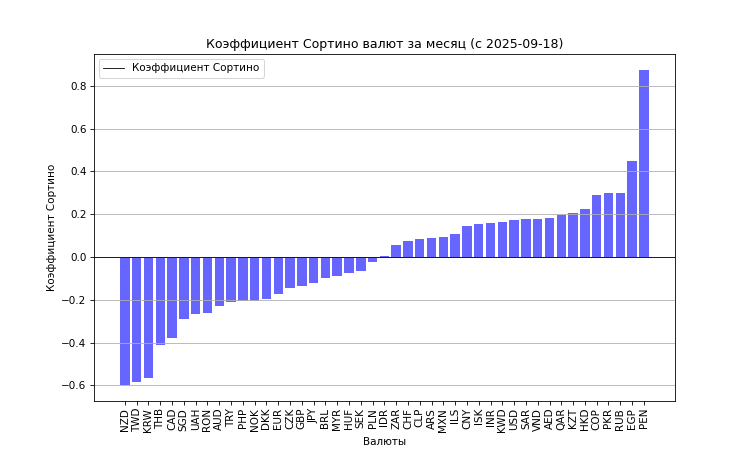 Коэффициент Сортино валют за месяц (с 2025-09-18)
Коэффициент Сортино
Коэффициент Сортино
0.8
0.6
0.4
0.2
0.0
−0.2
−0.4
−0.6
NZD TWD KRW THB CAD SGD UAH RON AUD TRY PHP NOK DKK EUR CZK GBP JPY BRL MYR HUF SEK PLN IDR ZAR CHF CLP ARS MXN ILS CNY ISK INR KWD USD SAR VND AED QAR KZT HKD COP PKR RUB EGP PEN
Валюты